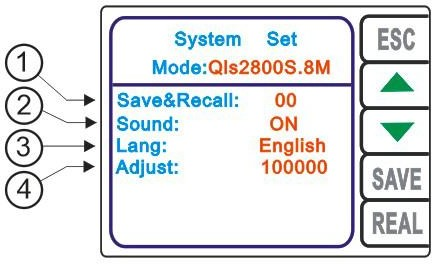 System Set
Mode:Qls2800S.8M
1 Save&Recall: 00
2 Sound: ON
3 Lang: English
4 Adjust: 100000
ESC
SAVE
REAL